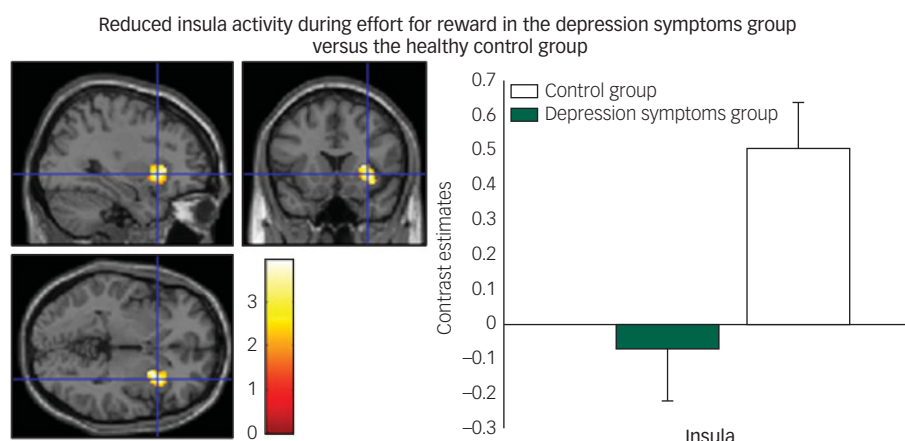 Reduced insula activity during effort for reward in the depression symptoms group
versus the healthy control group
3
2
1
0
Contrast estimates
0.7
0.6
0.5
0.4
0.3
0.2
0.1
0
–0.1
–0.2
–0.3
Control group
Depression symptoms group
Insula